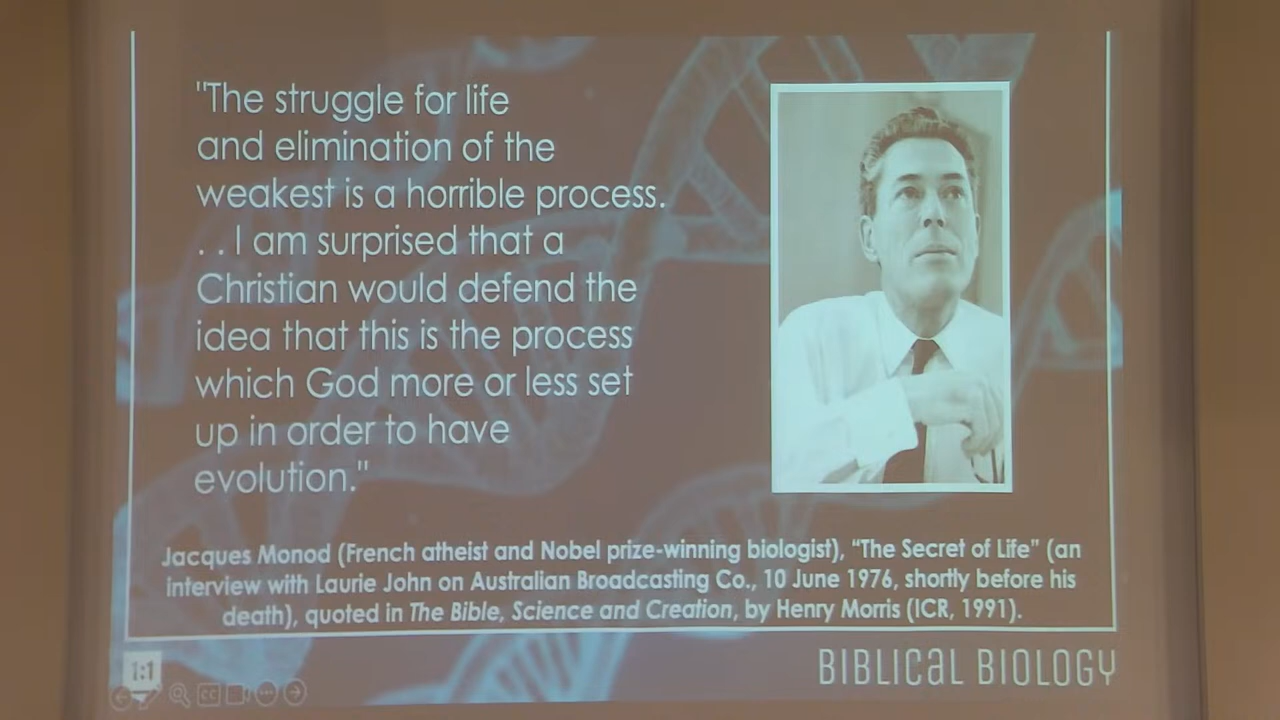 "The struggle for life
and elimination of the
weakest is a horrible process.
. . I am surprised that a
Christian would defend the
idea that this is the process
which God more or less set
up in order to have
evolution."
Jacques Monod (French atheist and Nobel prize-winning biologist), “The Secret of Life” (an
interview with Laurie John on Australian Broadcasting Co., 10 June 1976, shortly before his
death), quoted in The Bible, Science and Creation, by Henry Morris (ICR, 1991).
1:1
BIBLICAL BIOLOGY
CC